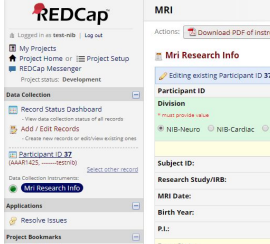 REDCap
Logged in as test-nib | Log out
My Projects
Project Home or Project Setup
REDCap Messenger
Project status: Development
Data Collection
Record Status Dashboard
- View data collection status of all records
Add / Edit Records
- Create new records or edit/view existing ones
Participant ID 37
(AAAR1425, --------testnib)
Select other record
Data Collection Instruments:
Mri Research Info
Applications
Resolve Issues
Project Bookmarks
MRI
Actions: Download PDF of instr
Mri Research Info
Editing existing Participant ID 37
Participant ID
Division
* must provide value
NIB-Neuro NIB-Cardiac
Subject ID:
Research Study/IRB:
MRI Date:
Birth Year:
P.I.: